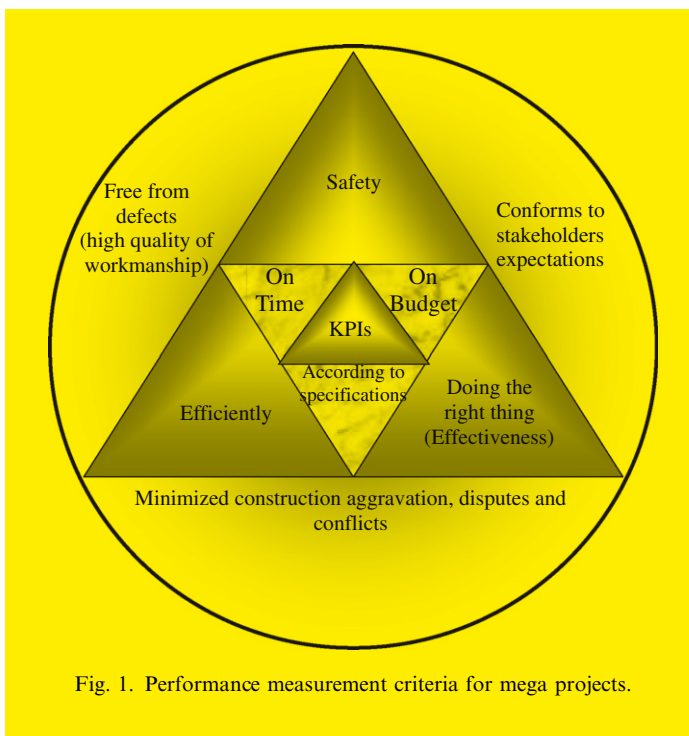 Safety
Free from
defects
(high quality of
workmanship)
Conforms to
stakeholders
expectations
On
Time
On
Budget
KPIs
According to
specifications
Efficiently
Doing the
right thing
(Effectiveness)
Minimized construction aggravation, disputes and
conflicts
Fig. 1. Performance measurement criteria for mega projects.